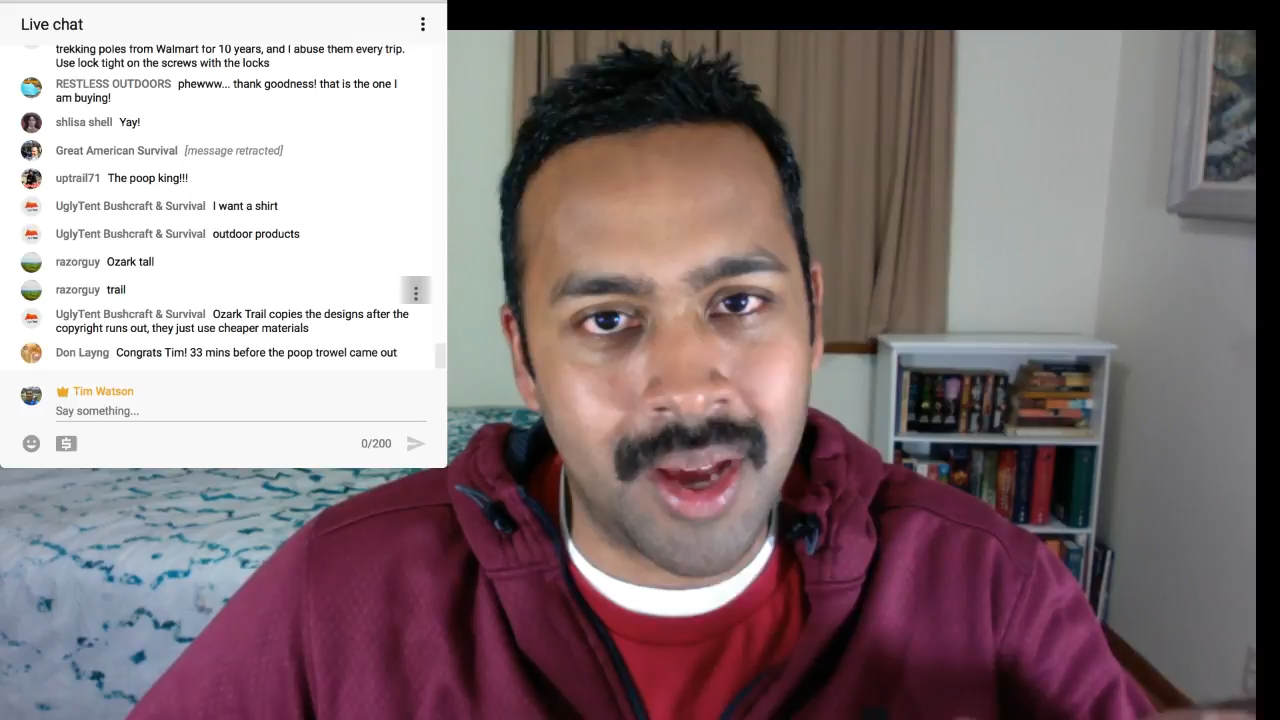 Live chat
trekking poles from Walmart for 10 years, and I abuse them every trip.
Use lock tight on the screws with the locks
RESTLESS OUTDOORS phewww... thank goodness! that is the one I
am buying!
shlisa shell Yay!
Great American Survival [message retracted]
uptrail71 The poop king!!!
UglyTent Bushcraft & Survival I want a shirt
UglyTent Bushcraft & Survival outdoor products
razorguy Ozark tall
razorguy trail
UglyTent Bushcraft & Survival Ozark Trail copies the designs after the
copyright runs out, they just use cheaper materials
Don Layng Congrats Tim! 33 mins before the poop trowel came out
Tim Watson
Say something...
0/200